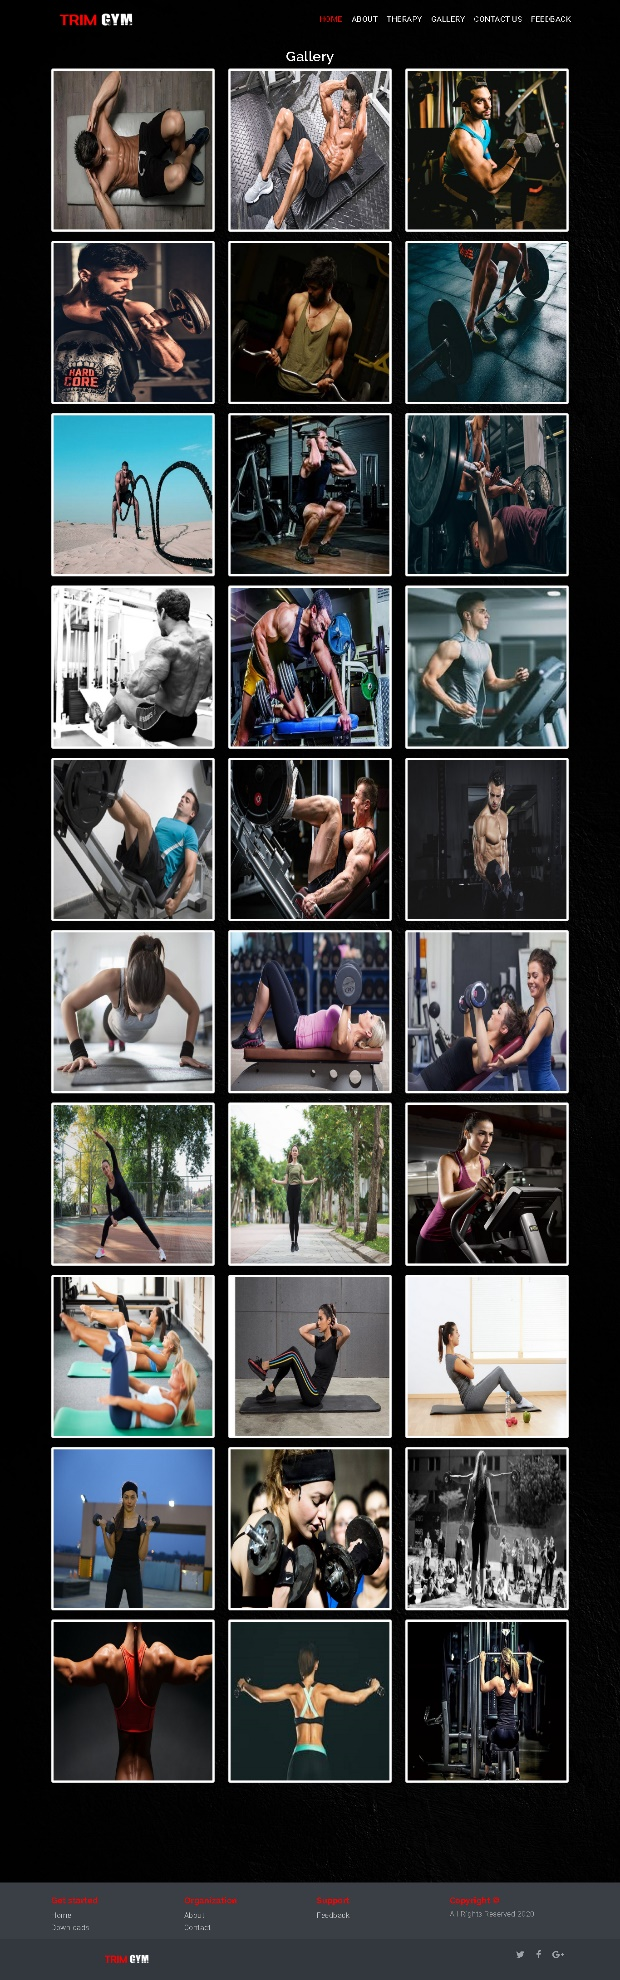 TRIM GYM
HOME ABOUT THERAPY GALLERY CONTACT US FEEDBACK
Gallery
HARD
CORE
Get started
Home
Downloads
Organization
About
Contact
Support
Feedback
Copyright ©
All Rights Reserved 2020
TRIM GYM